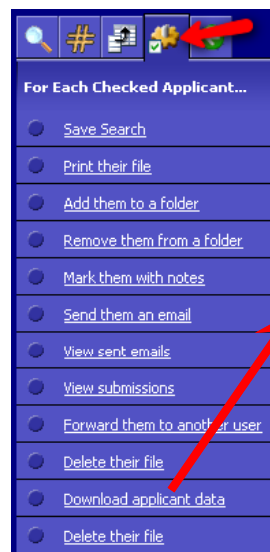 #
For Each Checked Applicant...
Save Search
Print their file
Add them to a folder
Remove them from a folder
Mark them with notes
Send them an email
View sent emails
View submissions
Forward them to another user
Delete their file
Download applicant data
Delete their file